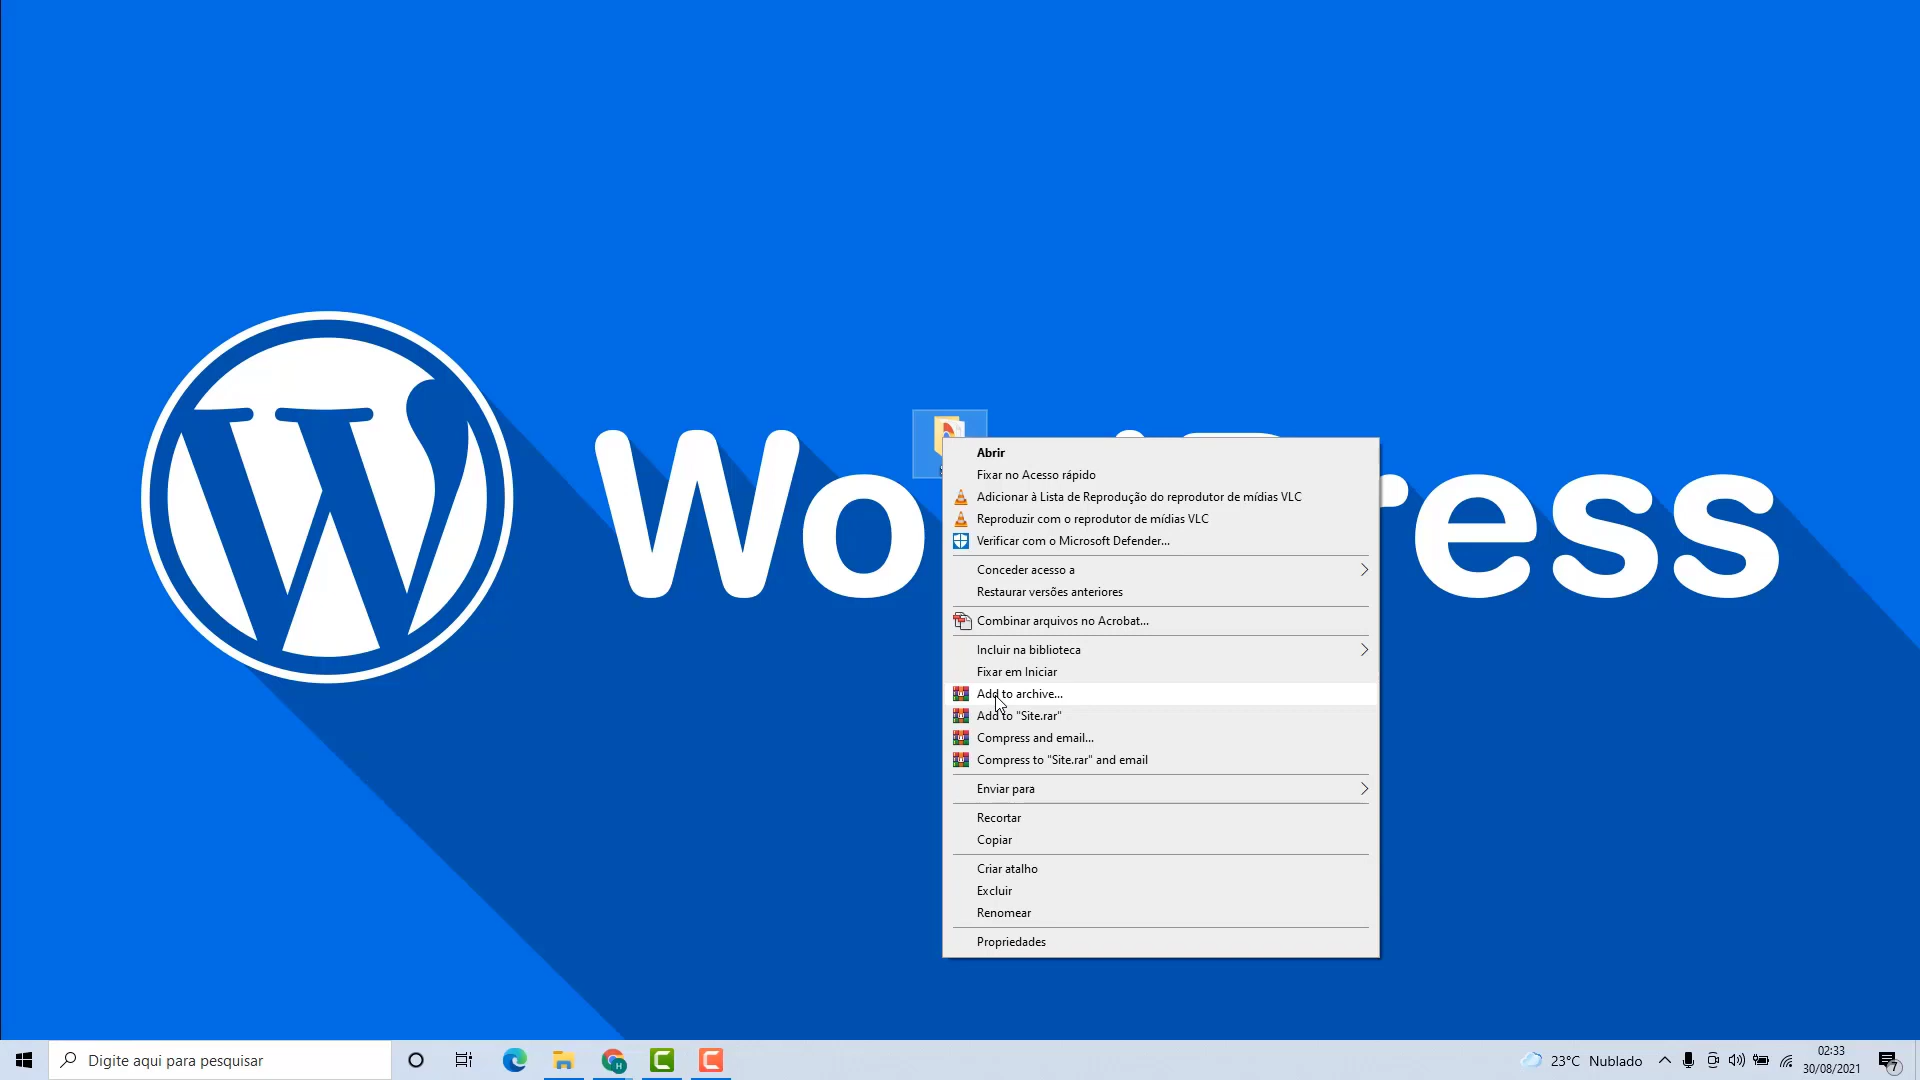 Wo
ress
Abrir
Fixar no Acesso rápido
Adicionar à Lista de Reprodução do reprodutor de mídias VLC
Reproduzir com o reprodutor de mídias VLC
Verificar com o Microsoft Defender...
Conceder acesso a
Restaurar versões anteriores
Combinar arquivos no Acrobat...
Incluir na biblioteca
Fixar em Iniciar
Add to archive...
Add to "Site.rar"
Compress and email...
Compress to "Site.rar" and email
Enviar para
Recortar
Copiar
Criar atalho
Excluir
Renomear
Propriedades
Digite aqui para pesquisar
23°C Nublado
02:33
30/08/2021
7